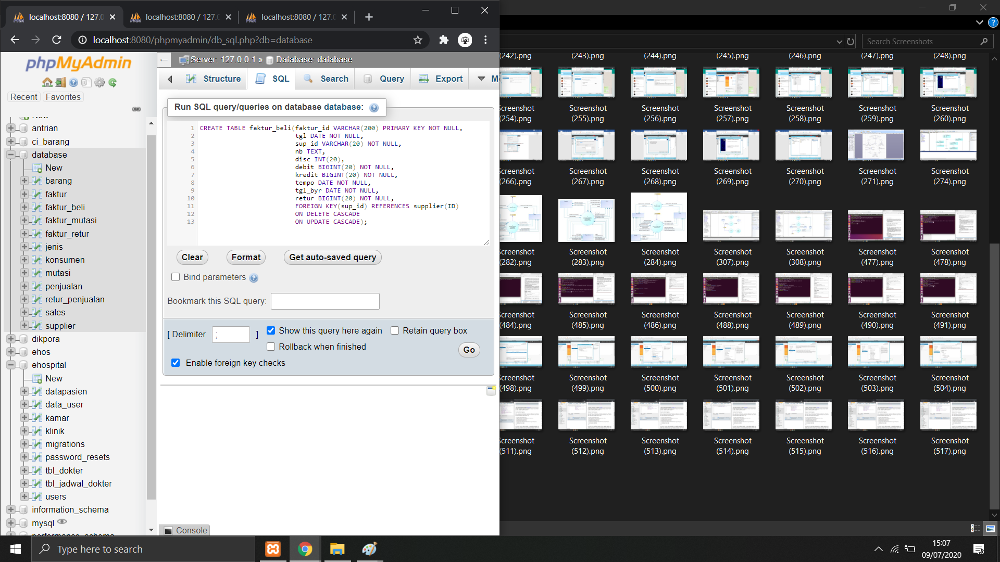 localhost:8080 / 127.0
localhost:8080 / 127.
localhost:8080 / 127.0
localhost:8080/phpmyadmin/db_sql.php?db=database
phpMyAdmin
Recent
Favorites
antrian
ci_barang
database
New
barang
faktur
faktur_beli
faktur_mutasi
faktur_retur
jenis
konsumen
mutasi
penjualan
retur_penjualan
sales
supplier
dikpora
ehos
ehospital
New
datapasien
data_user
kamar
klinik
migrations
password_resets
tbl_dokter
tbl_jadwal_dokter
users
information_schema
mysql
Server: 127.0.0.1 » Database: database
Structure
SQL
Search
Query
Export
Run SQL query/queries on database database:
1 CREATE TABLE faktur_beli(faktur_id VARCHAR(200) PRIMARY KEY NOT NULL,
2 tgl DATE NOT NULL,
3 sup_id VARCHAR(20) NOT NULL,
4 nb TEXT,
5 disc INT(20),
6 debit BIGINT(20) NOT NULL,
7 kredit BIGINT(20) NOT NULL,
8 tempo DATE NOT NULL,
9 tgl_byr DATE NOT NULL,
10 retur BIGINT(20) NOT NULL,
11 FOREIGN KEY(sup_id) REFERENCES supplier(ID)
12 ON DELETE CASCADE
13 ON UPDATE CASCADE);
Clear
Format
Get auto-saved query
Bind parameters
Bookmark this SQL query:
[ Delimiter ; ]
Show this query here again
Retain query box
Rollback when finished
Go
Enable foreign key checks
Console
Search Screenshots
(242).png (243).png (244).png (245).png (246).png (247).png (248).png
Screenshot Screenshot Screenshot Screenshot Screenshot Screenshot Screenshot
(254).png (255).png (256).png (257).png (258).png (259).png (260).png
Screenshot Screenshot Screenshot Screenshot Screenshot Screenshot Screenshot
(266).png (267).png (268).png (269).png (270).png (271).png (274).png
Screenshot Screenshot Screenshot Screenshot Screenshot Screenshot Screenshot
(282).png (283).png (284).png (307).png (308).png (477).png (478).png
Screenshot Screenshot Screenshot Screenshot Screenshot Screenshot Screenshot
(484).png (485).png (486).png (488).png (489).png (490).png (491).png
Screenshot Screenshot Screenshot Screenshot Screenshot Screenshot Screenshot
(498).png (499).png (500).png (501).png (502).png (503).png (504).png
Screenshot Screenshot Screenshot Screenshot Screenshot Screenshot Screenshot
(511).png (512).png (513).png (514).png (515).png (516).png (517).png
Type here to search
15:07
09/07/2020